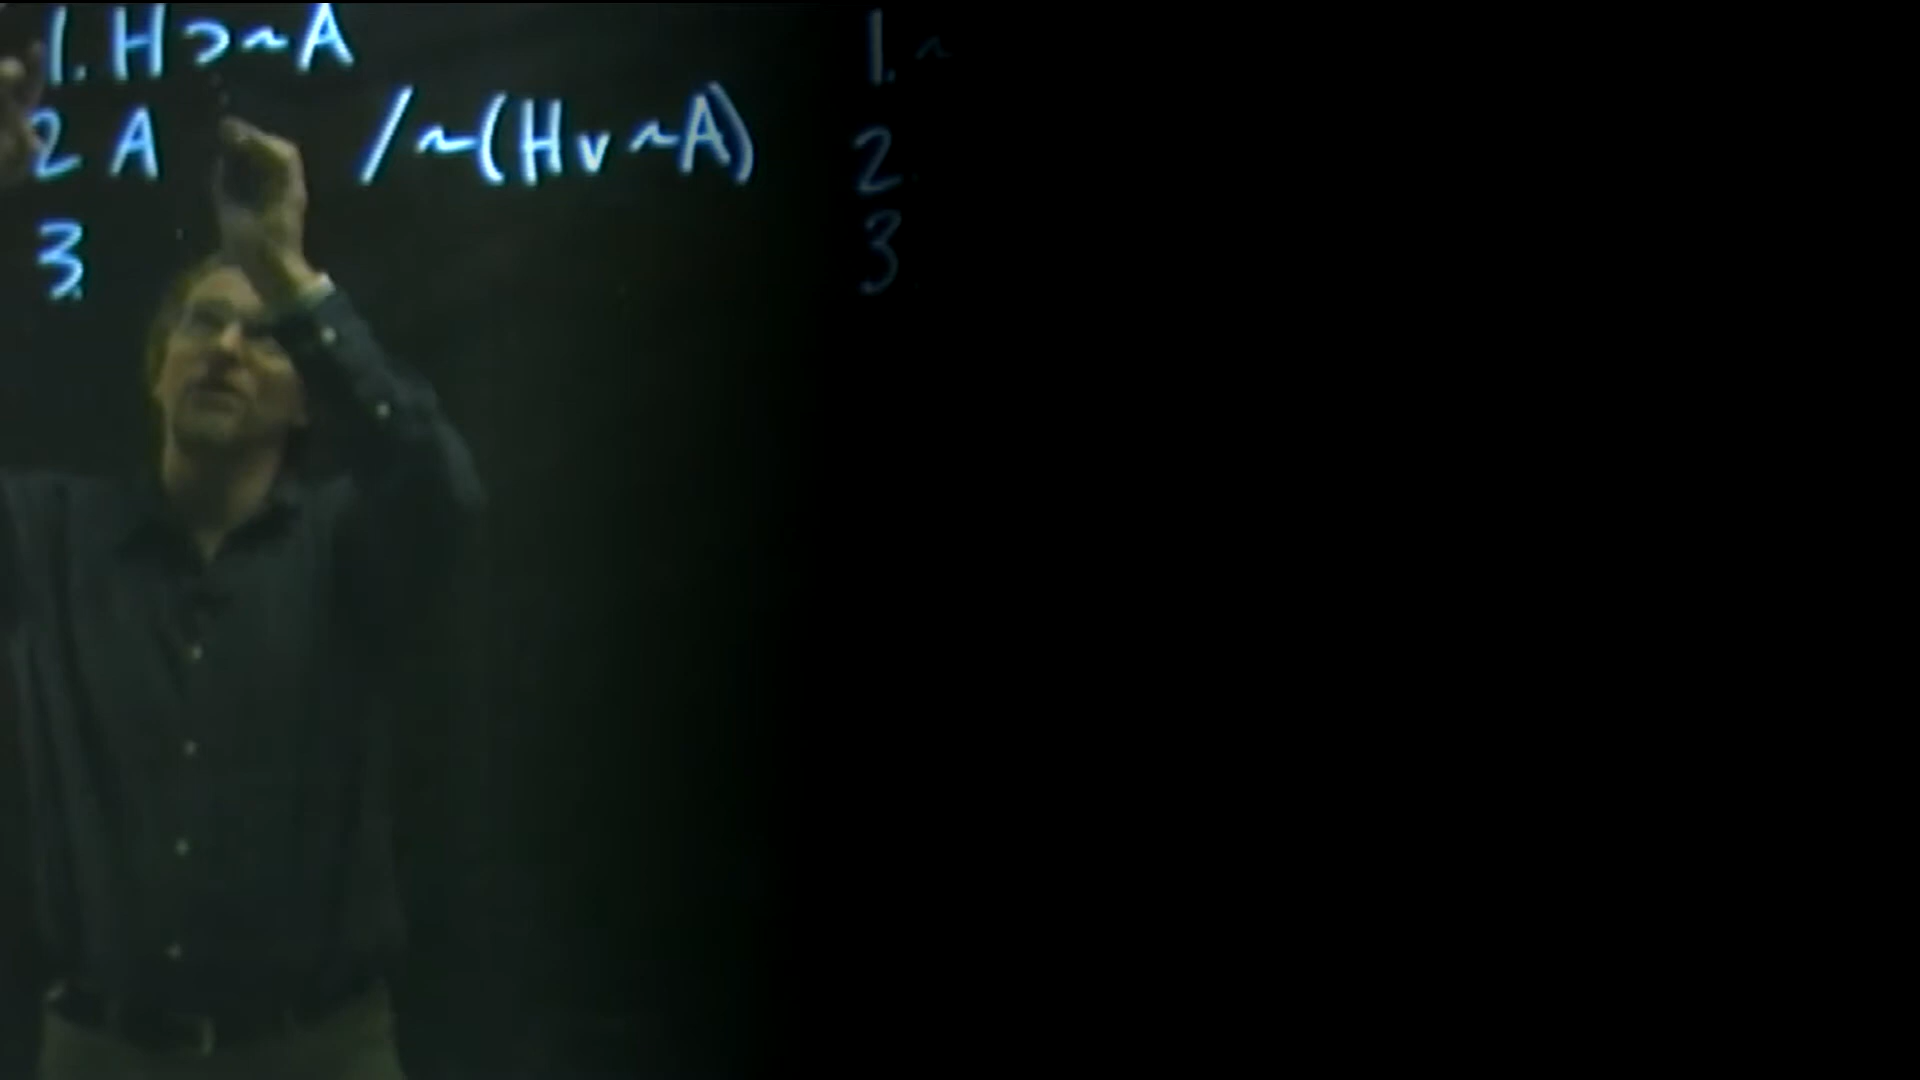 1. H ⊃ ~A
2 A / ~(H v ~A)
3.
1. ~
2.
3